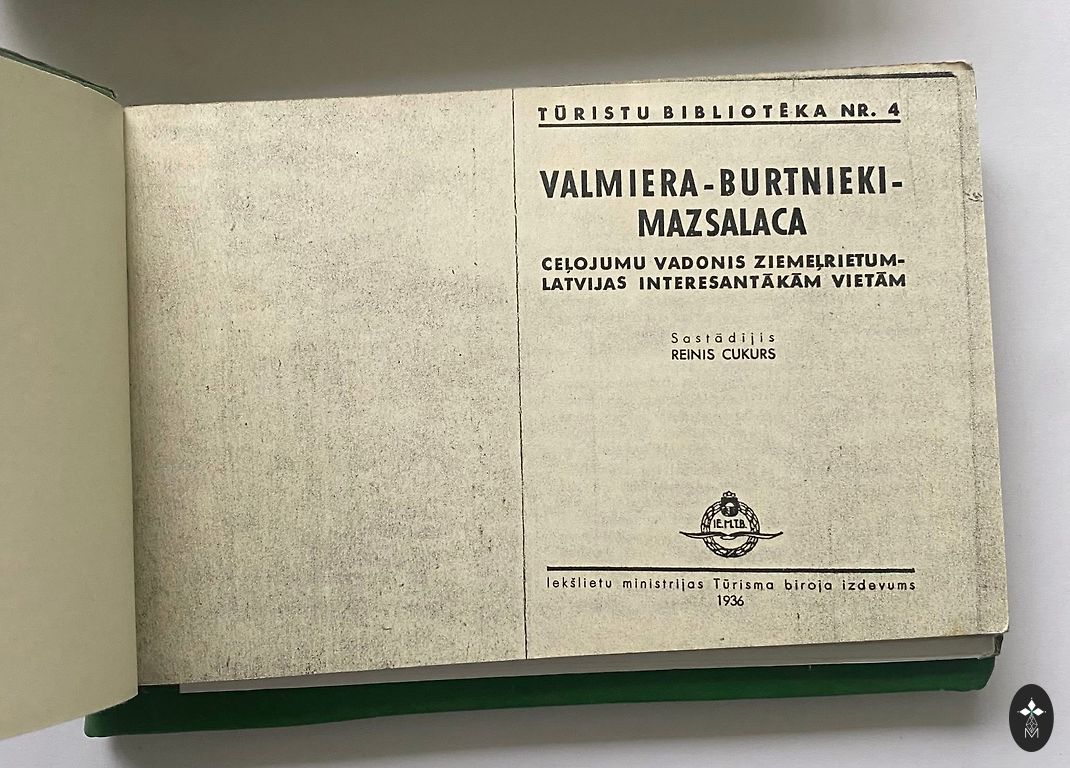 TŪRISTU BIBLIOTĒKA NR. 4
VALMIERA-BURTNIEKI-
MAZSALACA
CEĻOJUMU VADONIS ZIEMEĻRIETUM-
LATVIJAS INTERESANTĀKĀM VIETĀM
Sastādījis
REINIS CUKURS
IE.M.T.B.
Iekšlietu ministrijas Tūrisma biroja izdevums
1936
M